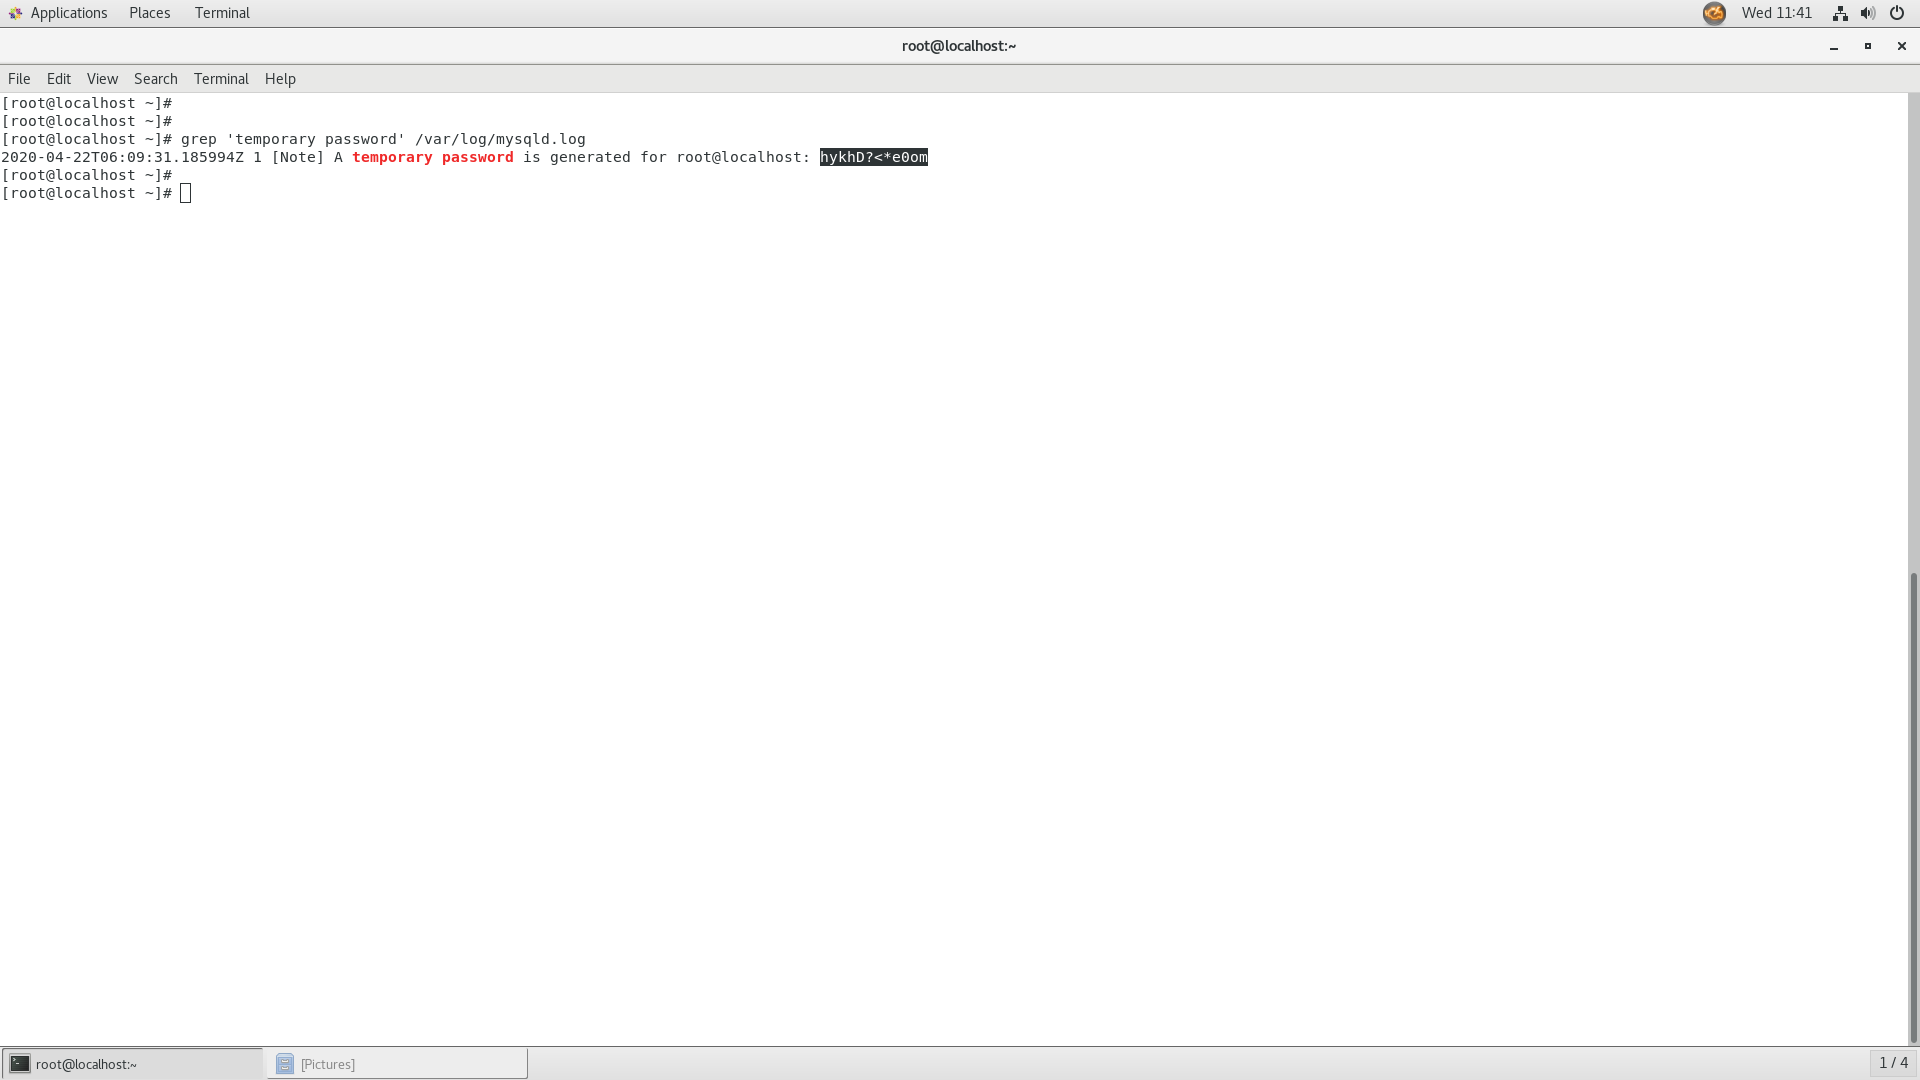 Applications Places Terminal Wed 11:41
root@localhost:~
File Edit View Search Terminal Help
[root@localhost ~]#
[root@localhost ~]#
[root@localhost ~]# grep 'temporary password' /var/log/mysqld.log
2020-04-22T06:09:31.185994Z 1 [Note] A temporary password is generated for root@localhost: hykhD?<*e0om
[root@localhost ~]#
[root@localhost ~]#
root@localhost:~ [Pictures] 1 / 4